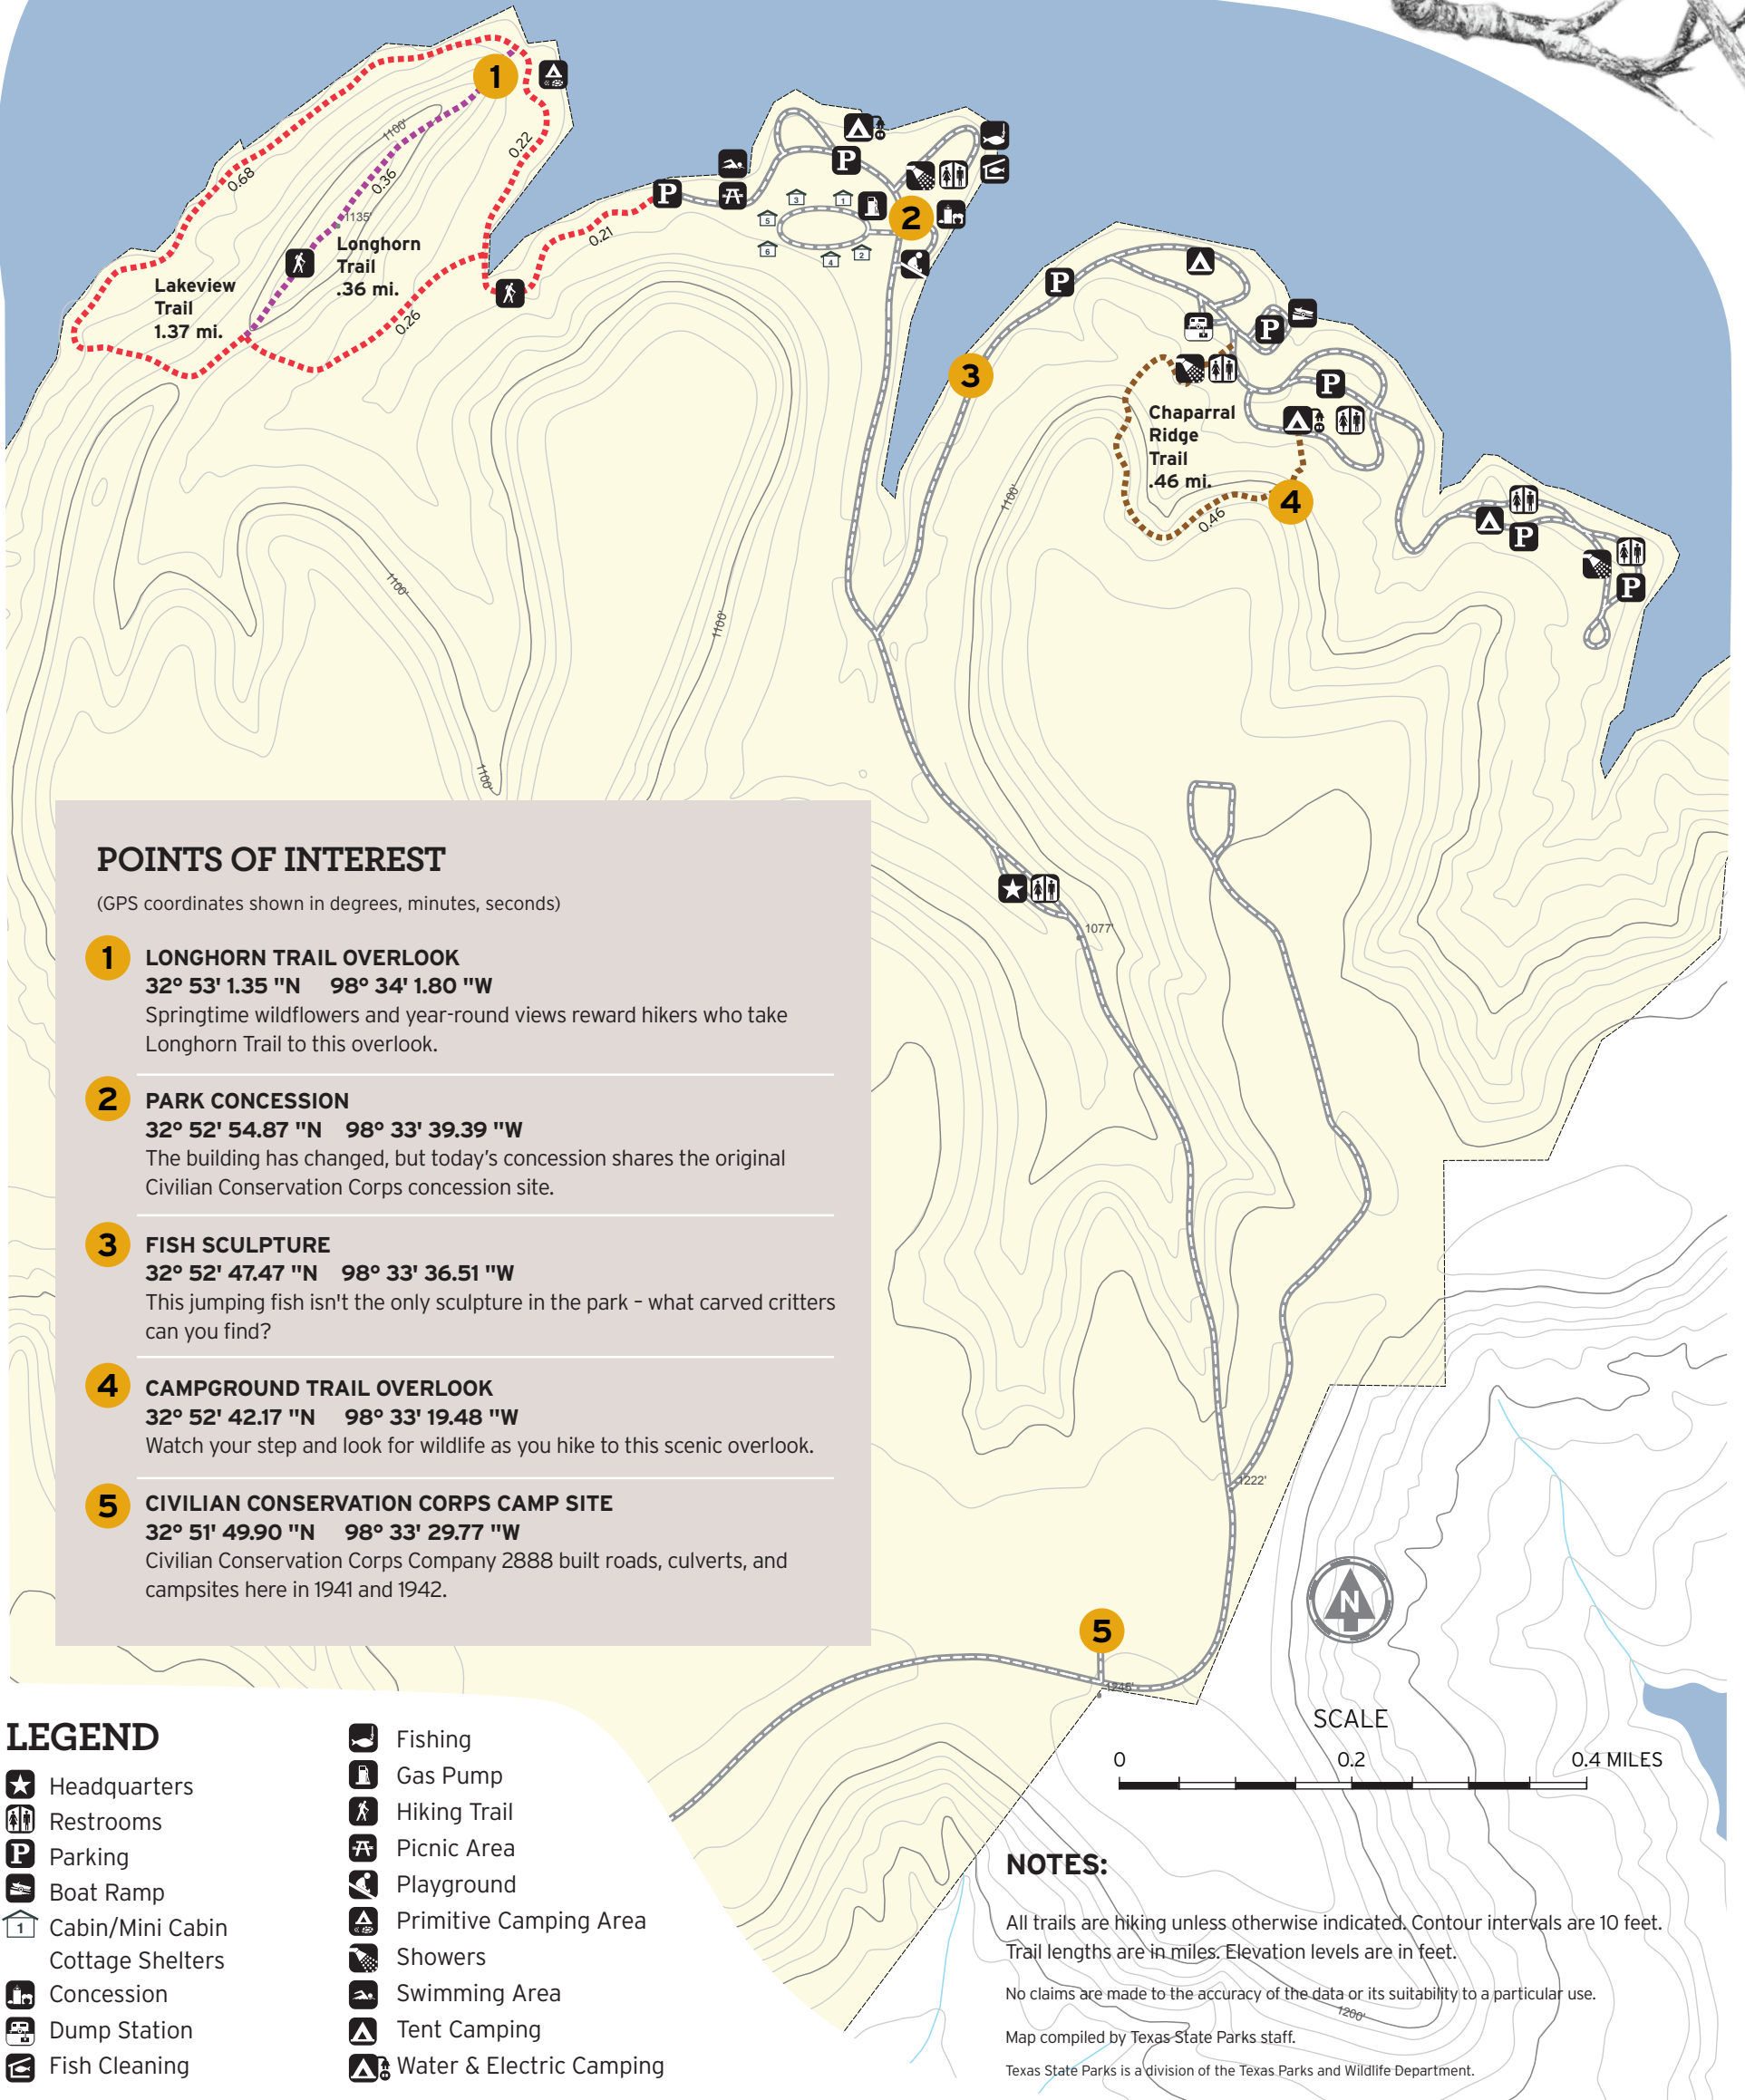 1
1100'
0.22
0.68
0.36
1135'
Longhorn
Trail
.36 mi.
Lakeview
Trail
1.37 mi.
0.26
0.21
P
P
3
1
5
6
4
2
2
P
3
P
P
Chaparral
Ridge
Trail
.46 mi.
0.46
4
P
P
1100'
1100'
1100'
1100'
1077'
1222'
5
1246'
POINTS OF INTEREST
(GPS coordinates shown in degrees, minutes, seconds)
1
LONGHORN TRAIL OVERLOOK
32° 53' 1.35 "N 98° 34' 1.80 "W
Springtime wildflowers and year-round views reward hikers who take
Longhorn Trail to this overlook.
2
PARK CONCESSION
32° 52' 54.87 "N 98° 33' 39.39 "W
The building has changed, but today’s concession shares the original
Civilian Conservation Corps concession site.
3
FISH SCULPTURE
32° 52' 47.47 "N 98° 33' 36.51 "W
This jumping fish isn't the only sculpture in the park – what carved critters
can you find?
4
CAMPGROUND TRAIL OVERLOOK
32° 52' 42.17 "N 98° 33' 19.48 "W
Watch your step and look for wildlife as you hike to this scenic overlook.
5
CIVILIAN CONSERVATION CORPS CAMP SITE
32° 51' 49.90 "N 98° 33' 29.77 "W
Civilian Conservation Corps Company 2888 built roads, culverts, and
campsites here in 1941 and 1942.
N
SCALE
0 0.2 0.4 MILES
LEGEND
Headquarters
Restrooms
P Parking
Boat Ramp
1 Cabin/Mini Cabin
Cottage Shelters
Concession
Dump Station
Fish Cleaning
Fishing
Gas Pump
Hiking Trail
Picnic Area
Playground
Primitive Camping Area
Showers
Swimming Area
Tent Camping
Water & Electric Camping
NOTES:
All trails are hiking unless otherwise indicated. Contour intervals are 10 feet.
Trail lengths are in miles. Elevation levels are in feet.
No claims are made to the accuracy of the data or its suitability to a particular use.
1200'
Map compiled by Texas State Parks staff.
Texas State Parks is a division of the Texas Parks and Wildlife Department.